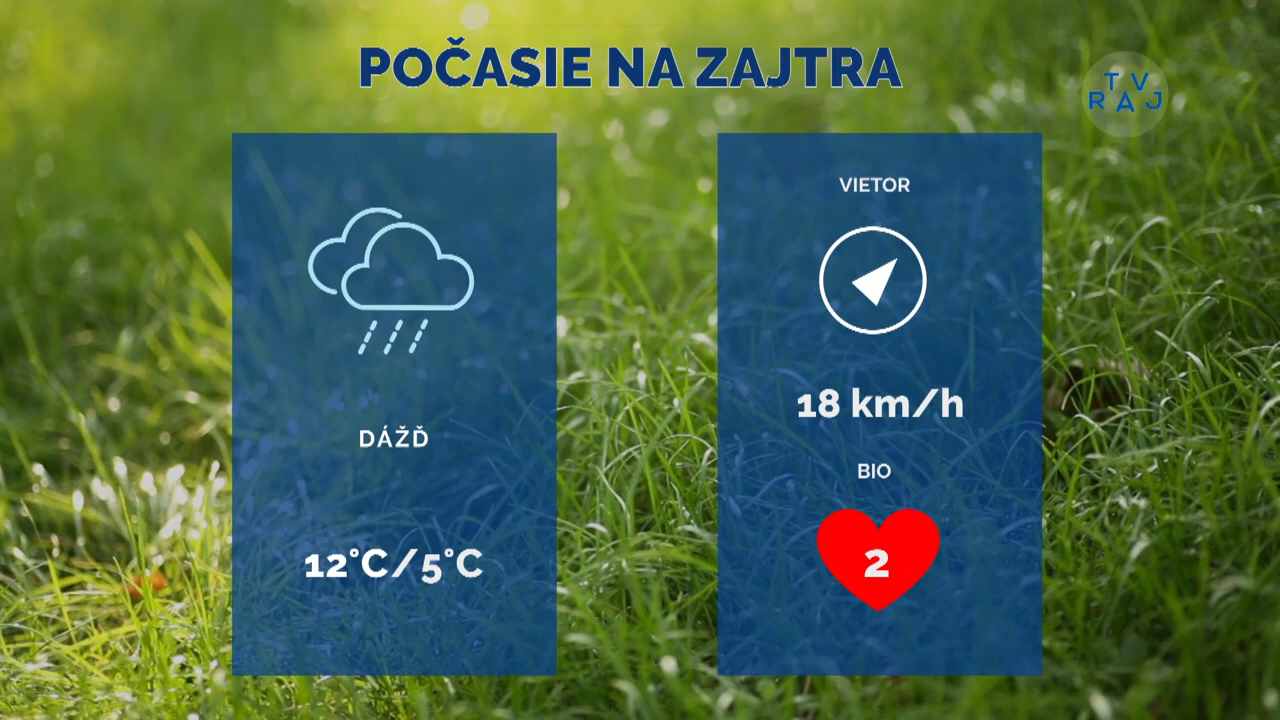 POČASIE NA ZAJTRA
TV
RAJ
DÁŽĎ
12°C/5°C
VIETOR
18 km/h
BIO
2